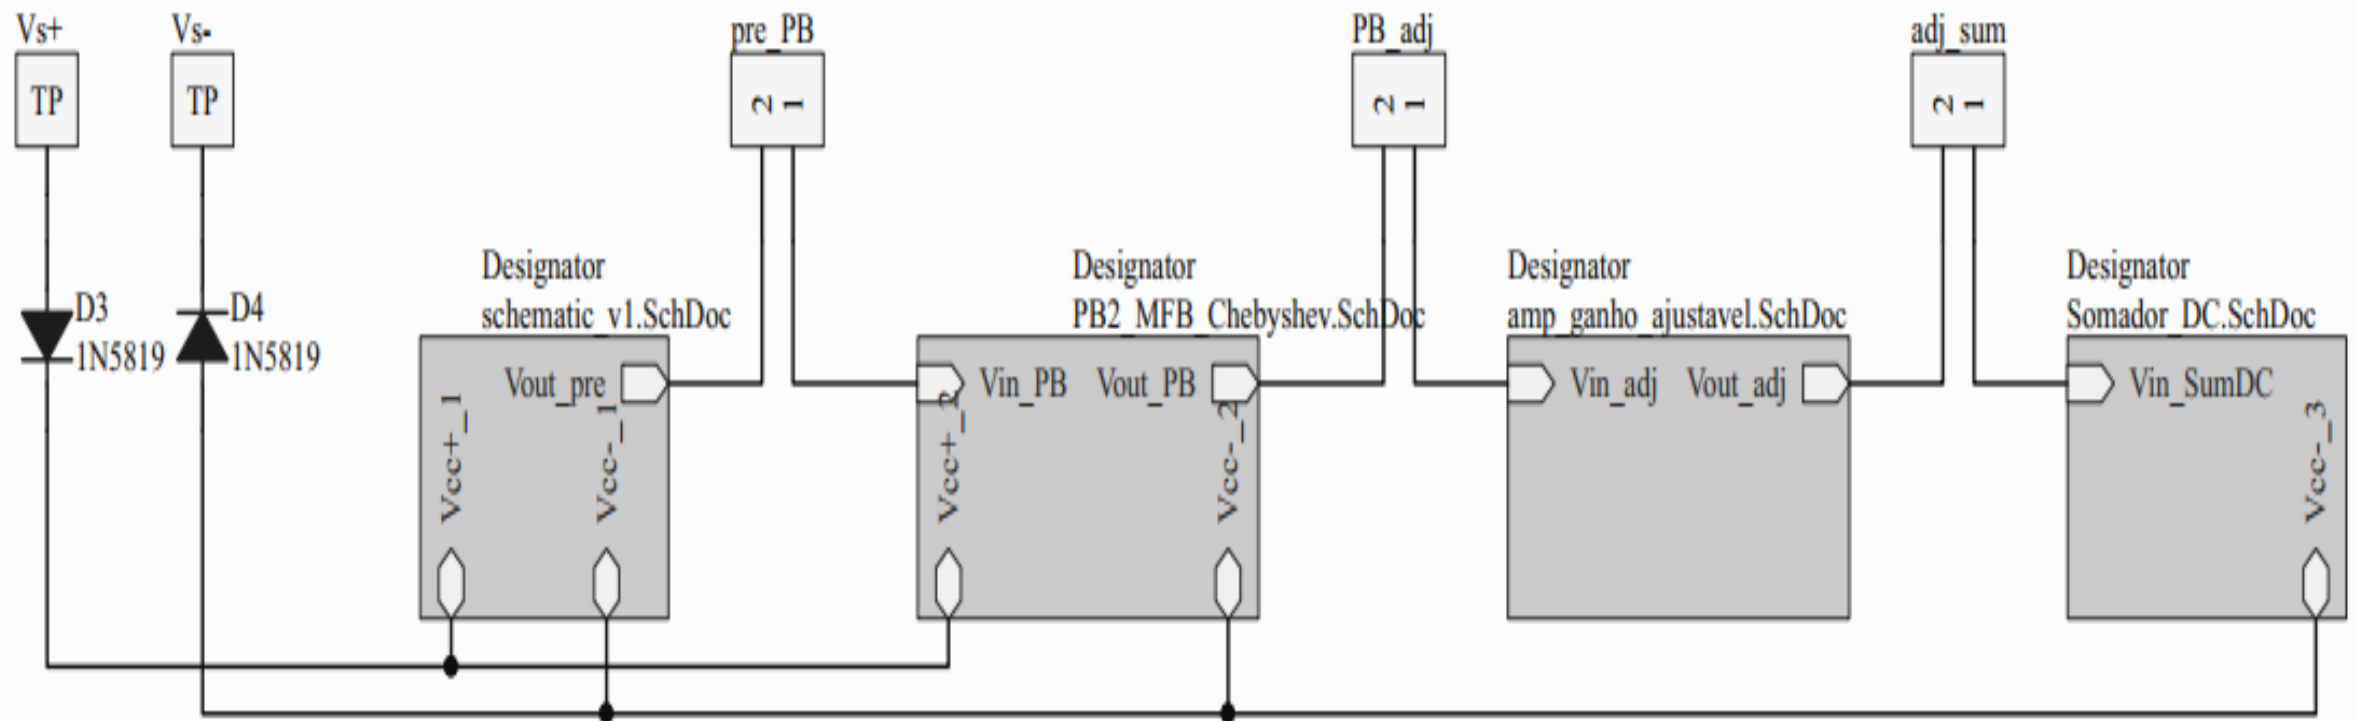 Vs+
Vs-
pre_PB
PB_adj
adj_sum
TP
TP
2 1
2 1
2 1
Designator
schematic_v1.SchDoc
Designator
PB2_MFB_Chebyshev.SchDoc
Designator
amp_ganho_ajustavel.SchDoc
Designator
Somador_DC.SchDoc
D3
1N5819
D4
1N5819
Vout_pre
Vcc+_1
Vcc-_1
Vin_PB
Vout_PB
Vcc+_2
Vcc-_2
Vin_adj
Vout_adj
Vin_SumDC
Vcc-_3